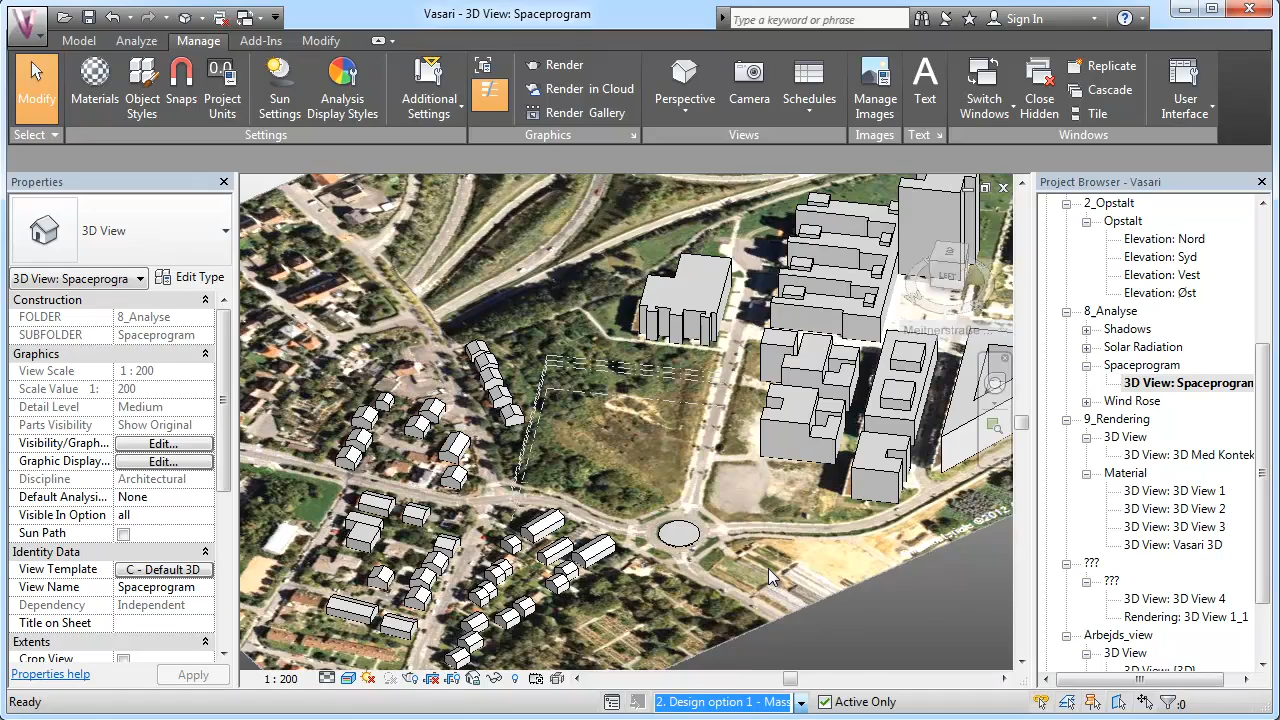 Vasari - 3D View: Spaceprogram
Type a keyword or phrase
Sign In
Model
Analyze
Manage
Add-Ins
Modify
Modify
Materials
Object Styles
Snaps
Project Units
Sun Settings
Analysis Display Styles
Additional Settings
Render
Render in Cloud
Render Gallery
Perspective
Camera
Schedules
Manage Images
Text
Switch Windows
Close Hidden
Replicate
Cascade
Tile
User Interface
Select
Settings
Graphics
Views
Images
Text
Windows
Properties
3D View
3D View: Spaceprogra
Edit Type
Construction
FOLDER 8_Analyse
SUBFOLDER Spaceprogram
Graphics
View Scale 1 : 200
Scale Value 1: 200
Detail Level Medium
Parts Visibility Show Original
Visibility/Graph... Edit...
Graphic Display... Edit...
Discipline Architectural
Default Analysi... None
Visible In Option all
Sun Path
Identity Data
View Template C - Default 3D
View Name Spaceprogram
Dependency Independent
Title on Sheet
Extents
Crop View
Properties help
Apply
LEFT
Meitnerstraße
©2012
1 : 200
Project Browser - Vasari
2_Opstalt
Opstalt
Elevation: Nord
Elevation: Syd
Elevation: Vest
Elevation: Øst
8_Analyse
Shadows
Solar Radiation
Spaceprogram
3D View: Spaceprogran
Wind Rose
9_Rendering
3D View
3D View: 3D Med Kontek
Material
3D View: 3D View 1
3D View: 3D View 2
3D View: 3D View 3
3D View: Vasari 3D
???
???
3D View: 3D View 4
Rendering: 3D View 1_1
Arbejds_view
3D View
3D View: {3D}
Ready
2. Design option 1 - Mass
Active Only
:0